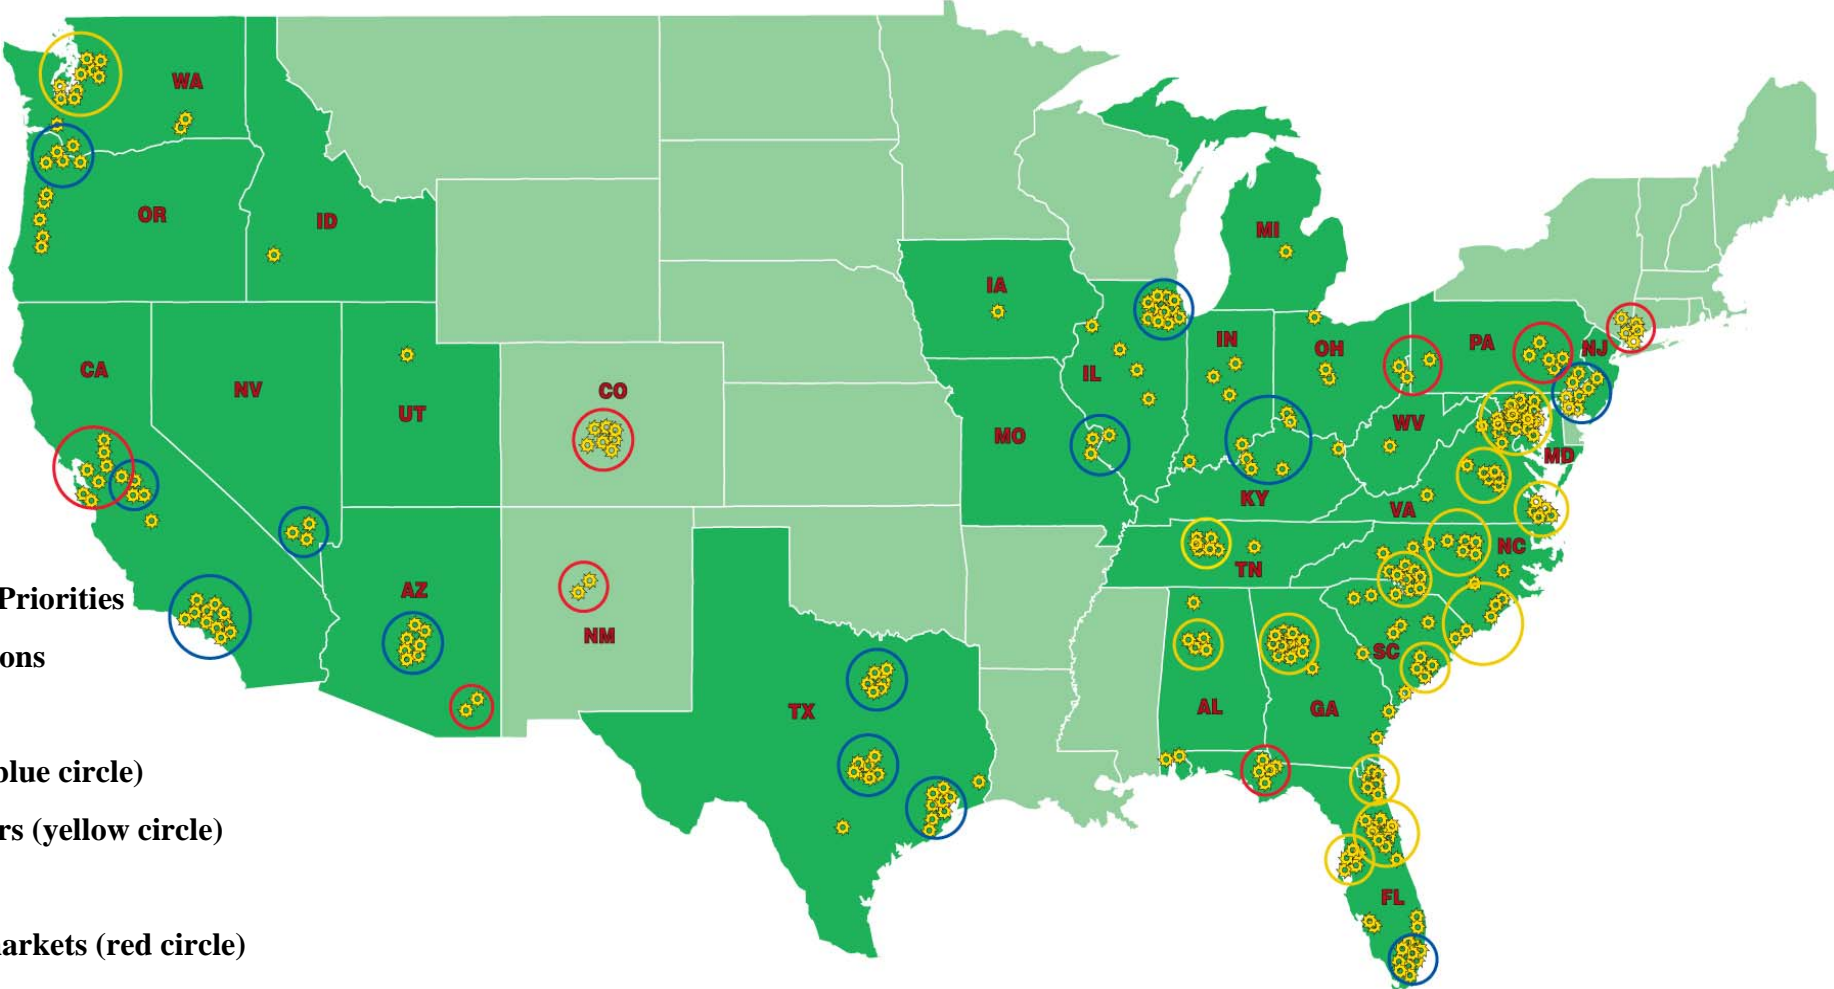 WA
OR
ID
MI
IA
CA
NV
UT
CO
IL
IN
OH
PA
NJ
MO
WV
MD
KY
VA
NC
TN
AZ
NM
TX
AL
GA
SC
FL
Priorities
ons
blue circle)
rs (yellow circle)
arkets (red circle)